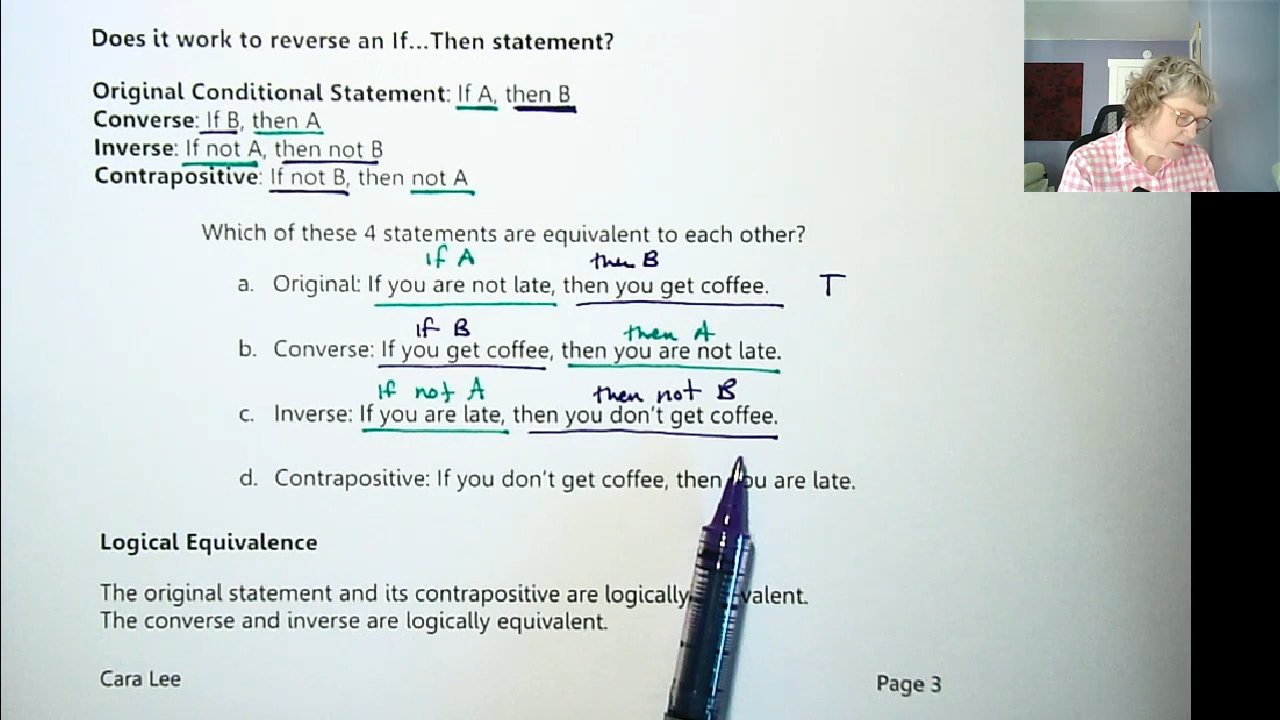 Does it work to reverse an If...Then statement?
Original Conditional Statement: If A, then B
Converse: If B, then A
Inverse: If not A, then not B
Contrapositive: If not B, then not A
Which of these 4 statements are equivalent to each other?
If A then B
a. Original: If you are not late, then you get coffee. T
If B then A
b. Converse: If you get coffee, then you are not late.
If not A then not B
c. Inverse: If you are late, then you don't get coffee.
d. Contrapositive: If you don't get coffee, then you are late.
Logical Equivalence
The original statement and its contrapositive are logically valent.
The converse and inverse are logically equivalent.
Cara Lee Page 3